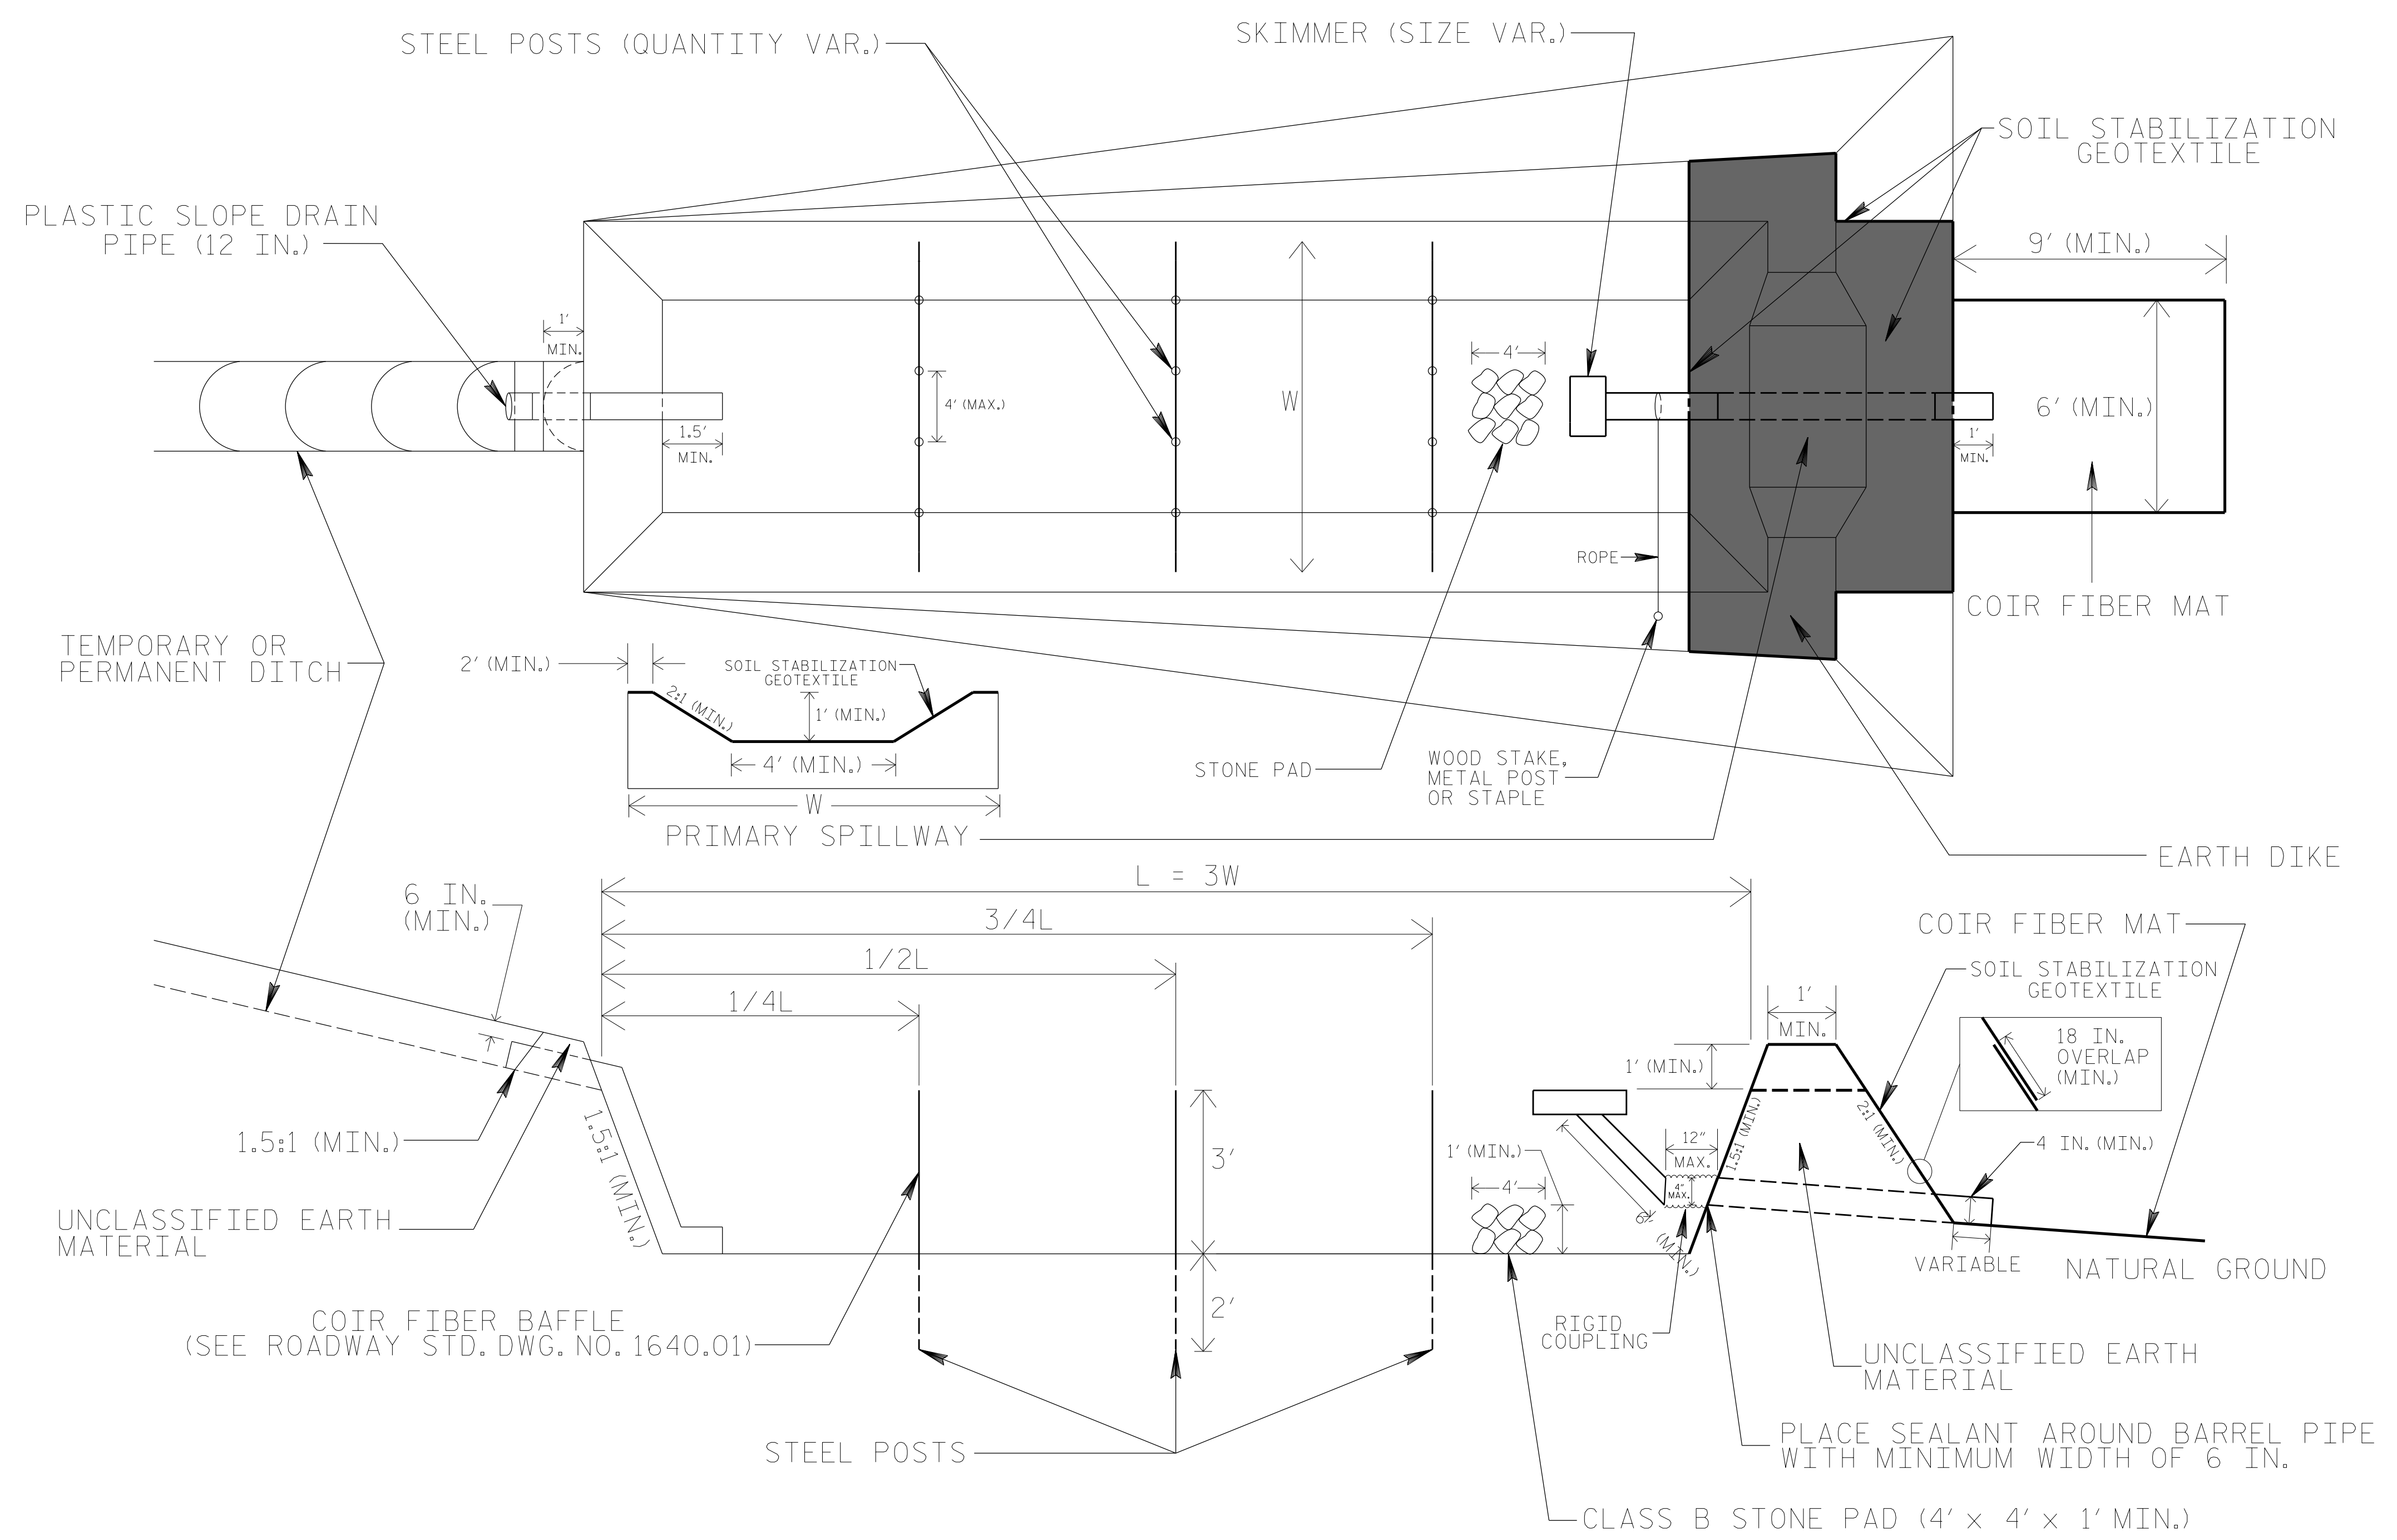 STEEL POSTS (QUANTITY VAR.)
SKIMMER (SIZE VAR.)
SOIL STABILIZATION
GEOTEXTILE
PLASTIC SLOPE DRAIN
PIPE (12 IN.)
9' (MIN.)
1'
MIN.
4'
4' (MAX.)
W
6' (MIN.)
1.5'
MIN.
1'
MIN.
ROPE
COIR FIBER MAT
TEMPORARY OR
PERMANENT DITCH
2' (MIN.)
SOIL STABILIZATION
GEOTEXTILE
2:1 (MIN.)
1' (MIN.)
4' (MIN.)
W
PRIMARY SPILLWAY
STONE PAD
WOOD STAKE,
METAL POST
OR STAPLE
EARTH DIKE
L = 3W
6 IN.
(MIN.)
3/4L
1/2L
1/4L
COIR FIBER MAT
SOIL STABILIZATION
GEOTEXTILE
1'
MIN.
18 IN.
OVERLAP
(MIN.)
1' (MIN.)
1.5:1 (MIN.)
1.5:1 (MIN.)
3'
1' (MIN.)
12"
MAX.
1.5:1 (MIN.)
2:1 (MIN.)
4 IN. (MIN.)
4'
4"
MAX.
6'
(MIN.)
UNCLASSIFIED EARTH
MATERIAL
VARIABLE
NATURAL GROUND
2'
COIR FIBER BAFFLE
(SEE ROADWAY STD. DWG. NO. 1640.01)
RIGID
COUPLING
UNCLASSIFIED EARTH
MATERIAL
STEEL POSTS
PLACE SEALANT AROUND BARREL PIPE
WITH MINIMUM WIDTH OF 6 IN.
CLASS B STONE PAD (4' x 4' x 1' MIN.)